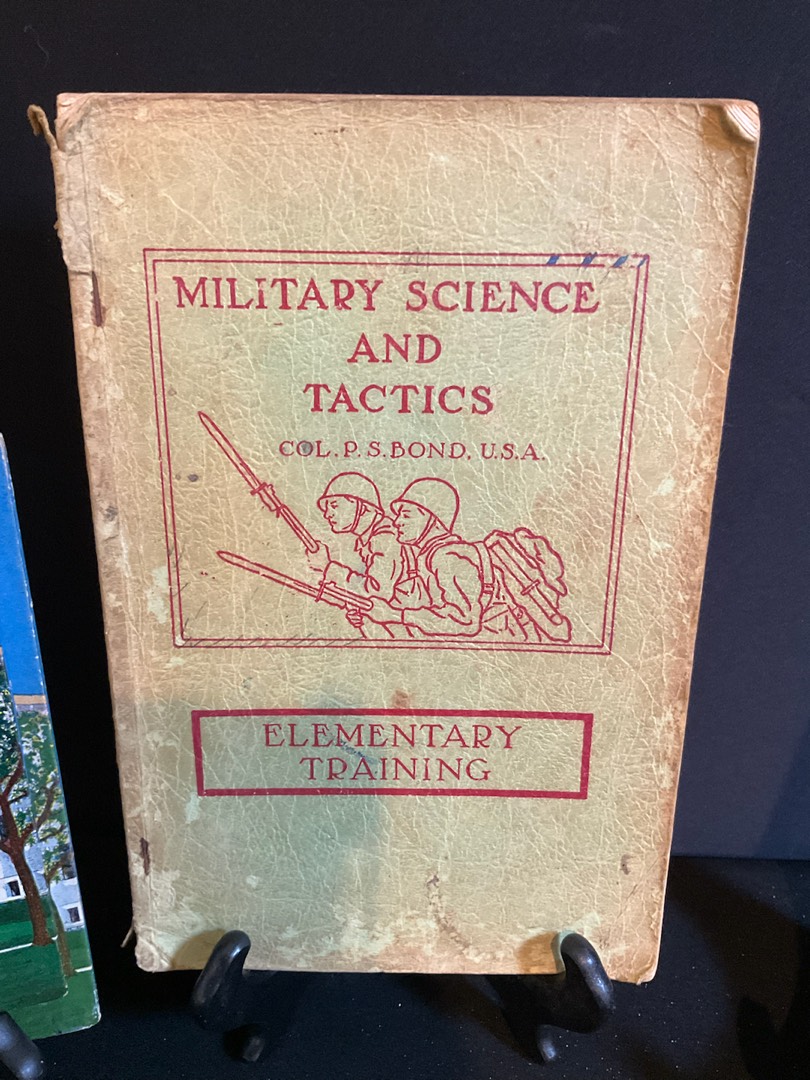 MILITARY SCIENCE
AND
TACTICS
COL. P. S. BOND, U.S.A.
ELEMENTARY
TRAINING